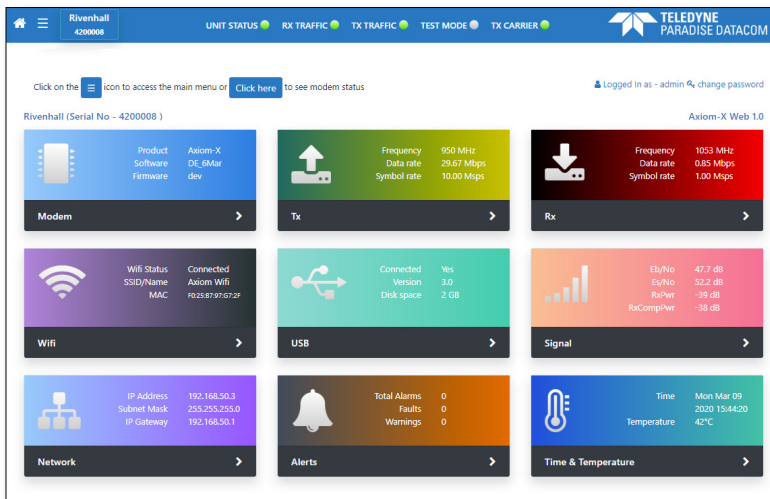 Rivenhall
4200008
UNIT STATUS RX TRAFFIC TX TRAFFIC TEST MODE TX CARRIER
TELEDYNE
PARADISE DATACOM
Click on the icon to access the main menu or Click here to see modem status
Logged In as - admin change password
Rivenhall (Serial No - 4200008 )
Axiom-X Web 1.0
Product Axiom-X
Software DE_6Mar
Firmware dev
Modem
Frequency 950 MHz
Data rate 29.67 Mbps
Symbol rate 10.00 Msps
Tx
Frequency 1053 MHz
Data rate 0.85 Mbps
Symbol rate 1.00 Msps
Rx
Wifi Status Connected
SSID/Name Axiom Wifi
MAC F0:25:B7:97:G7:2F
Wifi
Connected Yes
Version 3.0
Disk space 2 GB
USB
Eb/No 47.7 dB
Es/No 52.2 dB
RxPwr -39 dB
RxCompPwr -38 dB
Signal
IP Address 192.168.50.3
Subnet Mask 255.255.255.0
IP Gateway 192.168.50.1
Network
Total Alarms 0
Faults 0
Warnings 0
Alerts
Time Mon Mar 09
2020 15:44:20
Temperature 42°C
Time & Temperature